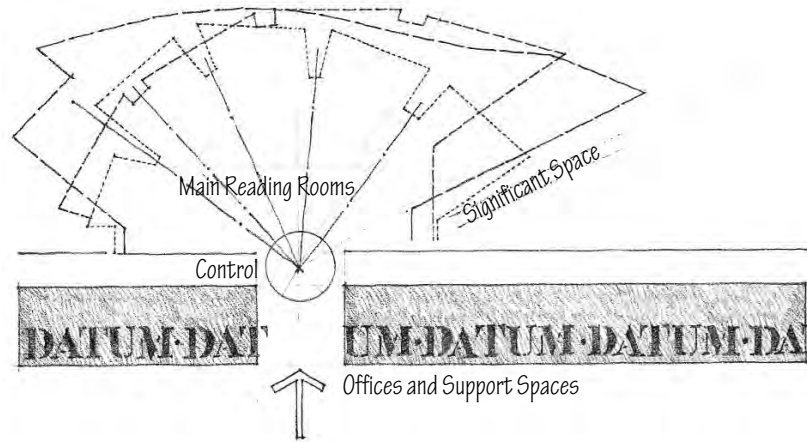 Main Reading Rooms
Significant Space
Control
DATUM·DAT UM·DATUM·DATUM·DA
Offices and Support Spaces